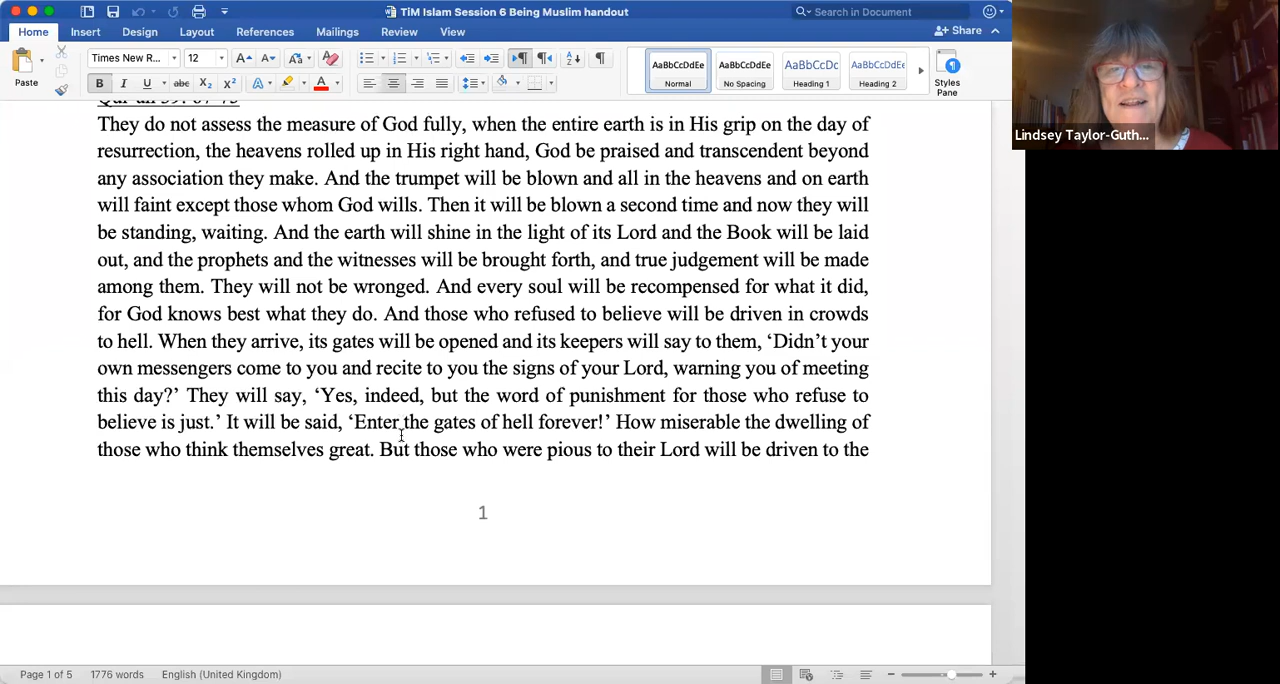 TiM Islam Session 6 Being Muslim handout
Search in Document
Home Insert Design Layout References Mailings Review View
Share
Paste
Times New R... 12
AaBbCcDdEe AaBbCcDdEe AaBbCcDc AaBbCcDdEe
Normal No Spacing Heading 1 Heading 2
Styles
Pane
Lindsey Taylor-Guth...
They do not assess the measure of God fully, when the entire earth is in His grip on the day of
resurrection, the heavens rolled up in His right hand, God be praised and transcendent beyond
any association they make. And the trumpet will be blown and all in the heavens and on earth
will faint except those whom God wills. Then it will be blown a second time and now they will
be standing, waiting. And the earth will shine in the light of its Lord and the Book will be laid
out, and the prophets and the witnesses will be brought forth, and true judgement will be made
among them. They will not be wronged. And every soul will be recompensed for what it did,
for God knows best what they do. And those who refused to believe will be driven in crowds
to hell. When they arrive, its gates will be opened and its keepers will say to them, ‘Didn’t your
own messengers come to you and recite to you the signs of your Lord, warning you of meeting
this day?’ They will say, ‘Yes, indeed, but the word of punishment for those who refuse to
believe is just.’ It will be said, ‘Enter the gates of hell forever!’ How miserable the dwelling of
those who think themselves great. But those who were pious to their Lord will be driven to the
1
Page 1 of 5 1776 words English (United Kingdom)